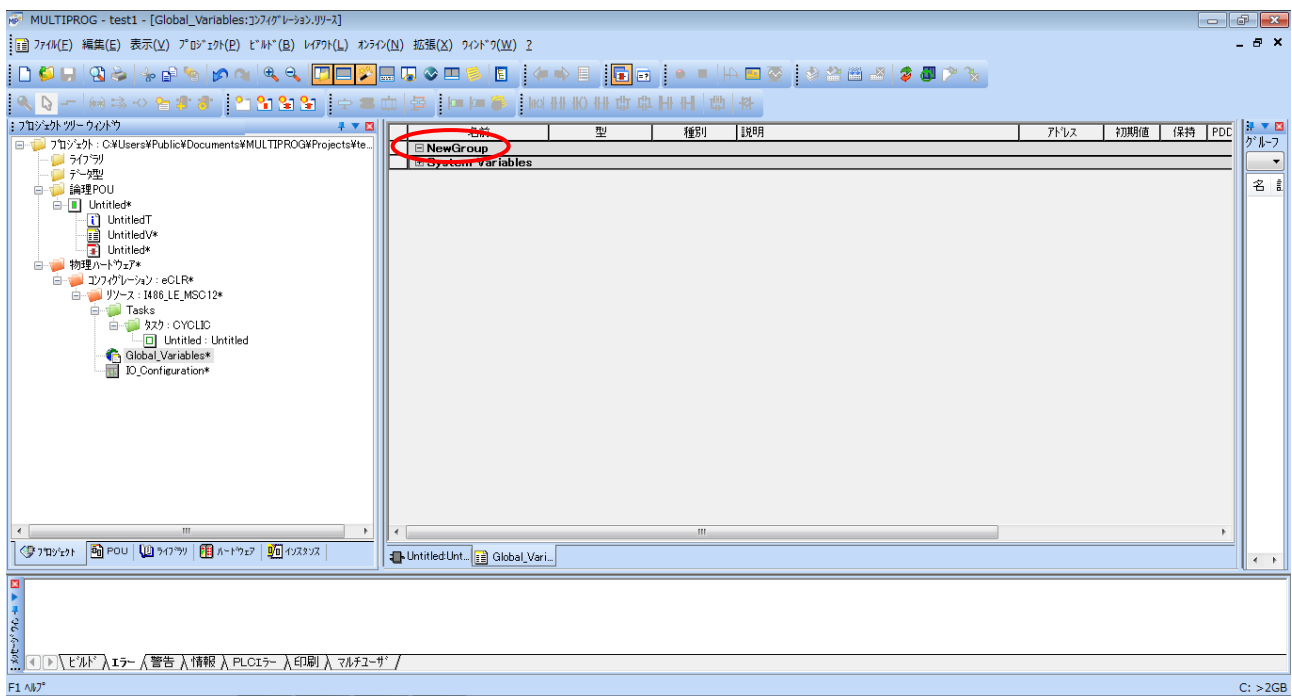 MULTIPROG - test1 - [Global_Variables:ｺﾝﾌｨｸﾞﾚｰｼｮﾝ.ﾘｿｰｽ]
ﾌｧｲﾙ(F) 編集(E) 表示(V) ﾌﾟﾛｼﾞｪｸﾄ(P) ﾋﾞﾙﾄﾞ(B) ﾚｲｱｳﾄ(L) ｵﾝﾗｲﾝ(N) 拡張(X) ｳｨﾝﾄﾞｳ(W) ?
ﾌﾟﾛｼﾞｪｸﾄ ﾂﾘｰ ｳｨﾝﾄﾞｳ
ﾌﾟﾛｼﾞｪｸﾄ : C:¥Users¥Public¥Documents¥MULTIPROG¥Projects¥te...
ﾗｲﾌﾞﾗﾘ
ﾃﾞｰﾀ型
論理POU
Untitled*
UntitledT
UntitledV*
Untitled*
物理ﾊｰﾄﾞｳｪｱ*
ｺﾝﾌｨｸﾞﾚｰｼｮﾝ : eCLR*
ﾘｿｰｽ : I486_LE_MSC12*
Tasks
ﾀｽｸ : CYCLIC
Untitled : Untitled
Global_Variables*
IO_Configuration*
ﾌﾟﾛｼﾞｪｸﾄ POU ﾗｲﾌﾞﾗﾘ ﾊｰﾄﾞｳｪｱ ｲﾝｽﾀﾝｽ
名前 型 種別 説明 ｱﾄﾞﾚｽ 初期値 保持 PDD
NewGroup
System Variables
Untitled:Unt... Global_Vari...
ｸﾞﾙｰﾌﾟ
名
ﾒｯｾｰｼﾞ ｳｨﾝ...
ﾋﾞﾙﾄﾞ ｴﾗｰ 警告 情報 PLCｴﾗｰ 印刷 ﾏﾙﾁﾕｰｻﾞ
F1 ﾍﾙﾌﾟ C: >2GB